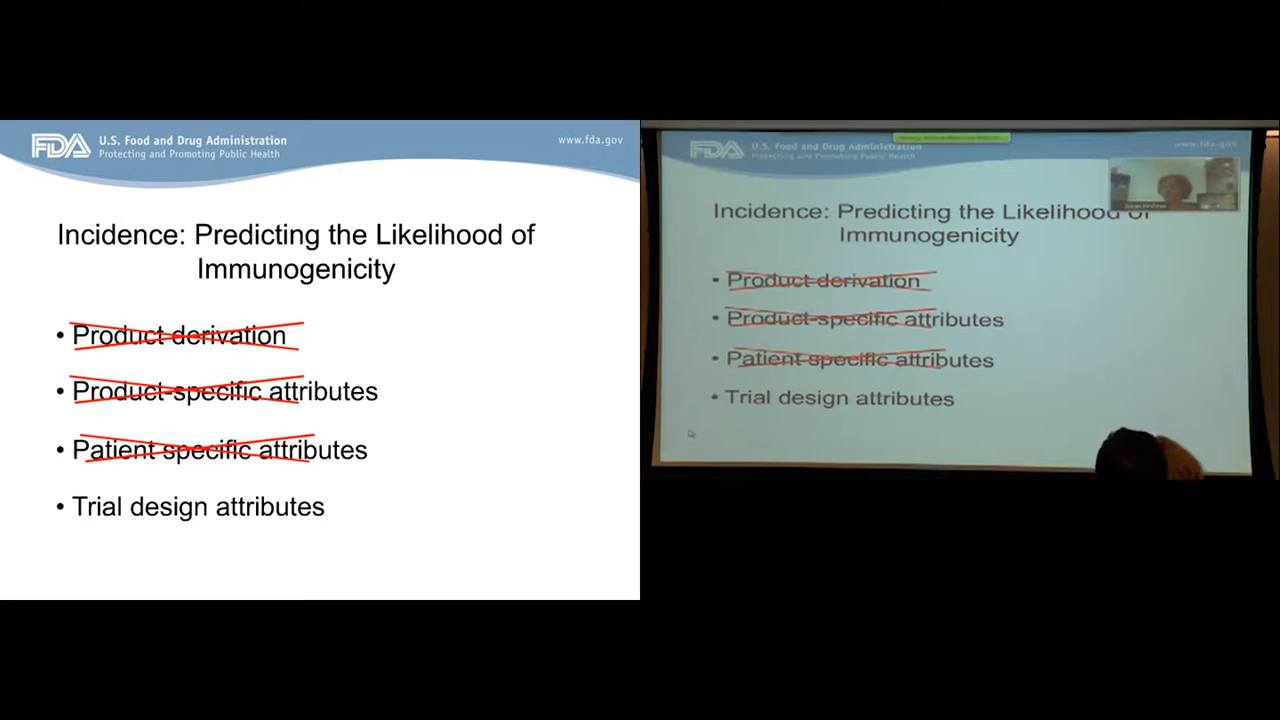 FDA U.S. Food and Drug Administration
Protecting and Promoting Public Health
www.fda.gov
Incidence: Predicting the Likelihood of
Immunogenicity
• Product derivation
• Product-specific attributes
• Patient specific attributes
• Trial design attributes
FDA U.S. Food and Drug Administration
Protecting and Promoting Public Health
www.fda.gov
Incidence: Predicting the Likelihood of
Immunogenicity
• Product derivation
• Product-specific attributes
• Patient specific attributes
• Trial design attributes